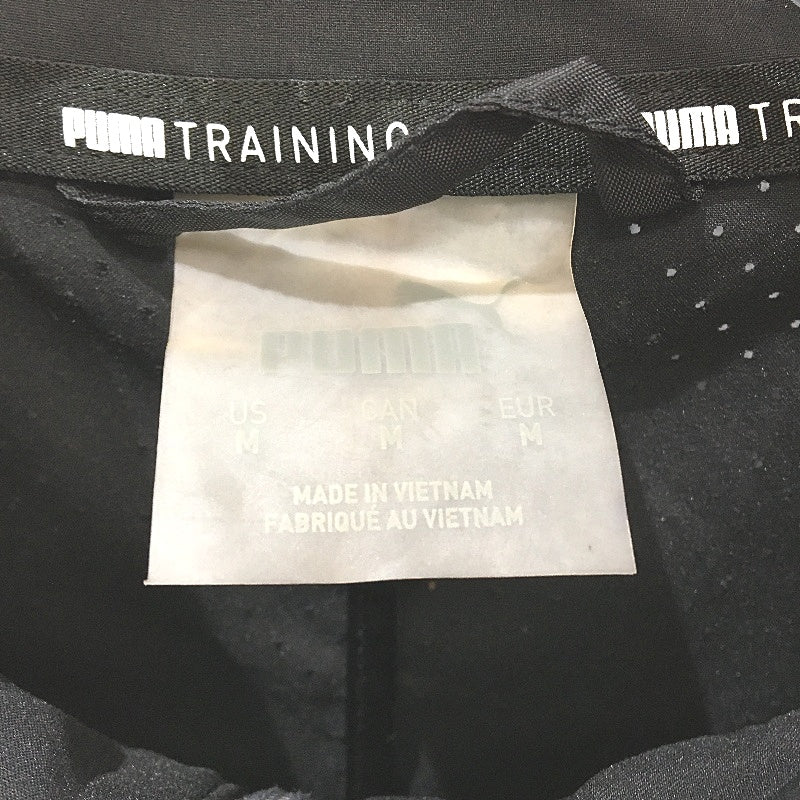 PUMA TRAINING PUMA TR
PUMA
US CAN EUR
M M M
MADE IN VIETNAM
FABRIQUÉ AU VIETNAM